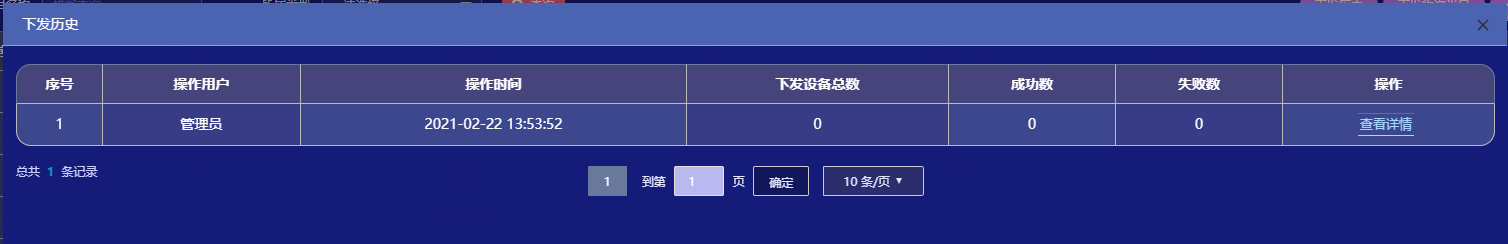 下发历史
序号 操作用户 操作时间 下发设备总数 成功数 失败数 操作
1 管理员 2021-02-22 13:53:52 0 0 0 查看详情
总共 1 条记录 1 到第 1 页 确定 10 条/页